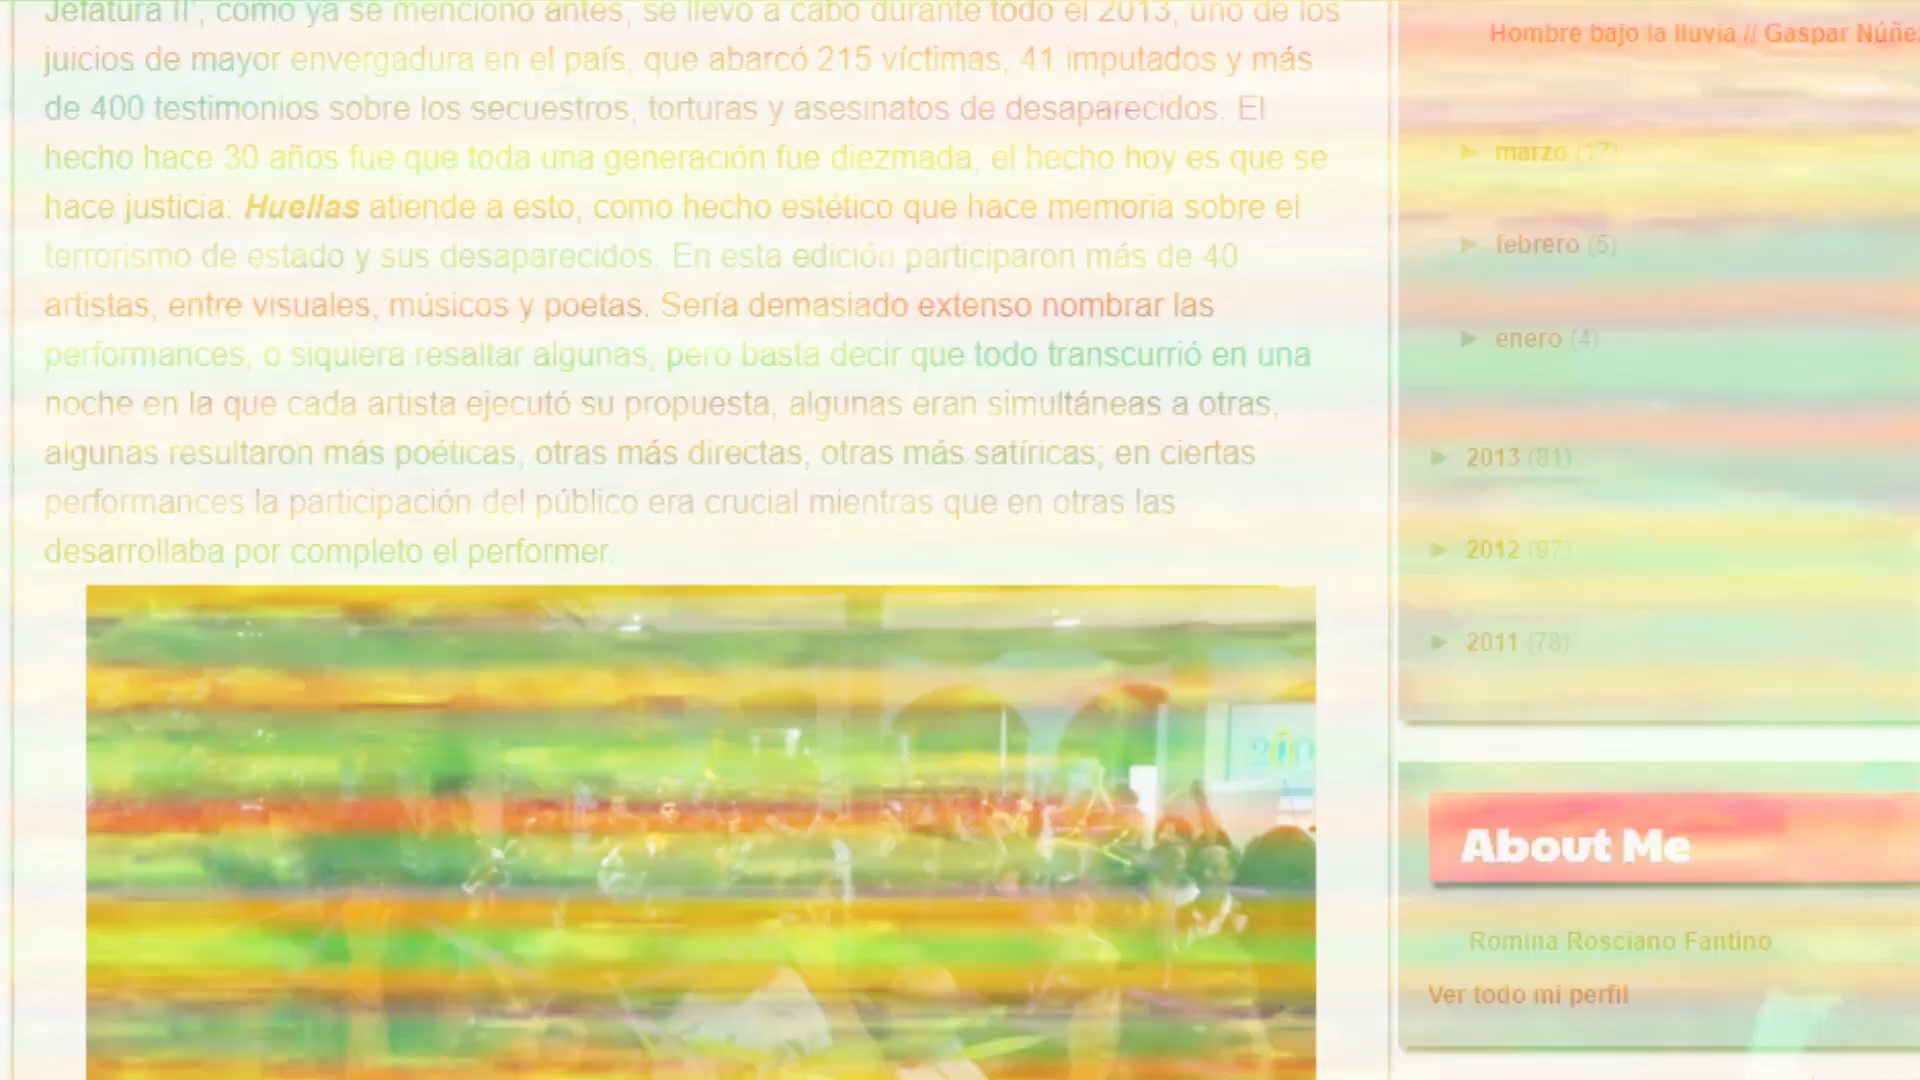 Jefatura II", como ya se mencionó antes, se llevó a cabo durante todo el 2013, uno de los
juicios de mayor envergadura en el país, que abarcó 215 víctimas, 41 imputados y más
de 400 testimonios sobre los secuestros, torturas y asesinatos de desaparecidos. El
hecho hace 30 años fue que toda una generación fue diezmada, el hecho hoy es que se
hace justicia: Huellas atiende a esto, como hecho estético que hace memoria sobre el
terrorismo de estado y sus desaparecidos. En esta edición participaron más de 40
artistas, entre visuales, músicos y poetas. Sería demasiado extenso nombrar las
performances, o siquiera resaltar algunas, pero basta decir que todo transcurrió en una
noche en la que cada artista ejecutó su propuesta, algunas eran simultáneas a otras,
algunas resultaron más poéticas, otras más directas, otras más satíricas; en ciertas
performances la participación del público era crucial mientras que en otras las
desarrollaba por completo el performer.
Hombre bajo la lluvia // Gaspar
► marzo (17)
► febrero (5)
► enero (4)
► 2013 (81)
► 2012 (97)
► 2011 (78)
About Me
Romina Rosciano Fantino
Ver todo mi perfil